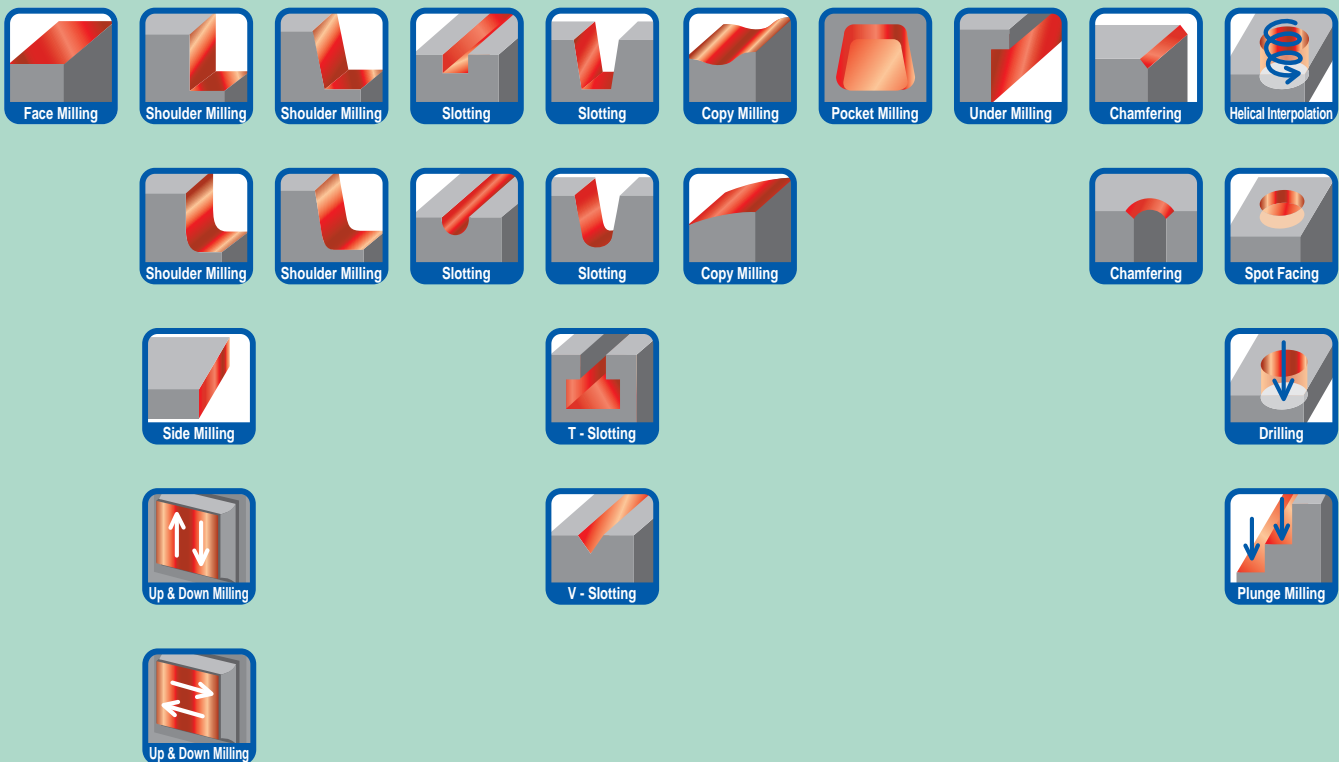 Face Milling
Shoulder Milling
Shoulder Milling
Slotting
Slotting
Copy Milling
Pocket Milling
Under Milling
Chamfering
Helical Interpolation
Shoulder Milling
Shoulder Milling
Slotting
Slotting
Copy Milling
Chamfering
Spot Facing
Side Milling
T - Slotting
Drilling
Up & Down Milling
V - Slotting
Plunge Milling
Up & Down Milling